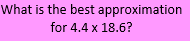 What is the best approximation
for 4.4 x 18.6?